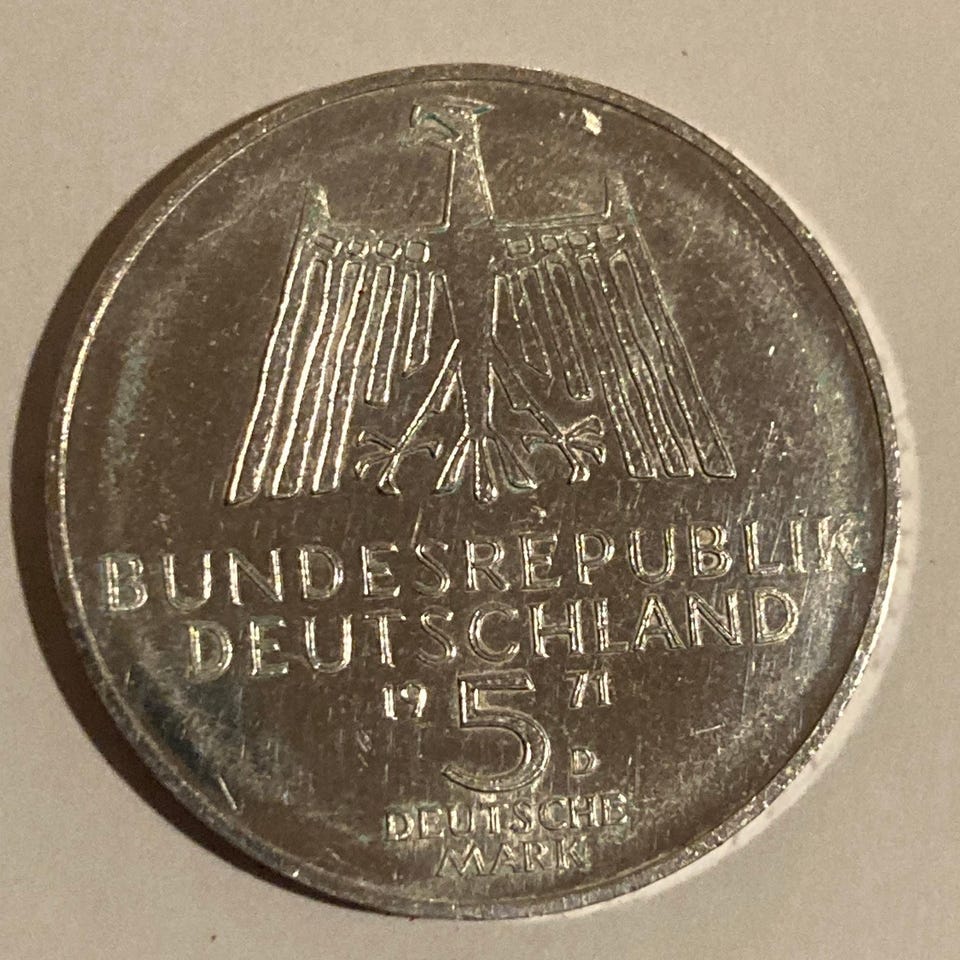 BUNDESREPUBLIK
DEUTSCHLAND
19 5 71
D
DEUTSCHE
MARK